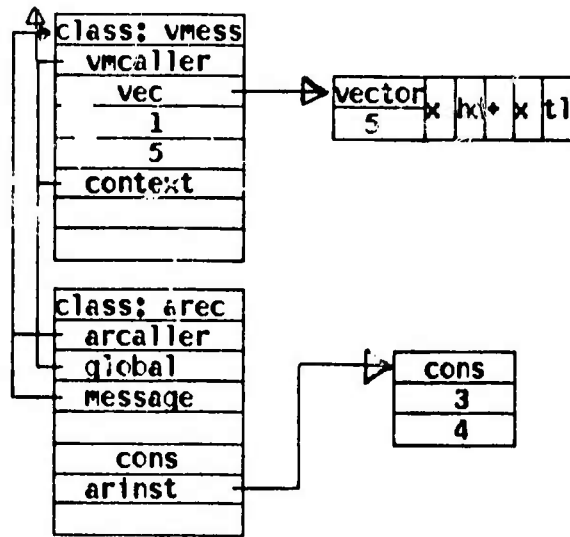 class: vmess
vmcaller
vec
1
5
context
vector
5
x
+
x
tl
class: arec
arcaller
global
message
cons
arinst
cons
3
4